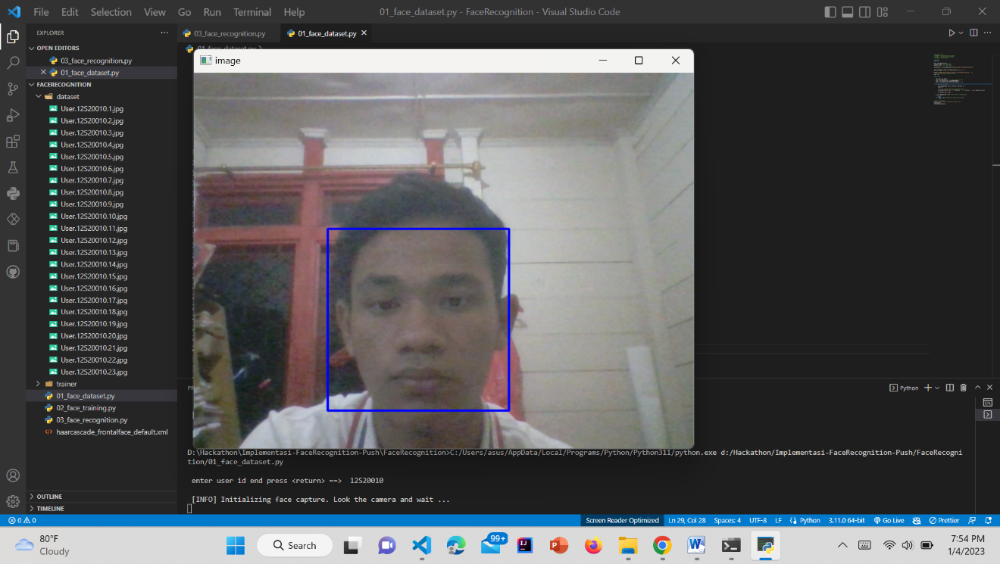 File Edit Selection View Go Run Terminal Help 01_face_dataset.py - FaceRecognition - Visual Studio Code
EXPLORER
03_face_recognition.py 01_face_dataset.py
OPEN EDITORS
03_face_recognition.py
01_face_dataset.py
FACERECOGNITION
dataset
User.12S20010.1.jpg
User.12S20010.2.jpg
User.12S20010.3.jpg
User.12S20010.4.jpg
User.12S20010.5.jpg
User.12S20010.6.jpg
User.12S20010.7.jpg
User.12S20010.8.jpg
User.12S20010.9.jpg
User.12S20010.10.jpg
User.12S20010.11.jpg
User.12S20010.12.jpg
User.12S20010.13.jpg
User.12S20010.14.jpg
User.12S20010.15.jpg
User.12S20010.16.jpg
User.12S20010.17.jpg
User.12S20010.18.jpg
User.12S20010.19.jpg
User.12S20010.20.jpg
User.12S20010.21.jpg
User.12S20010.22.jpg
User.12S20010.23.jpg
trainer
01_face_dataset.py
02_face_training.py
03_face_recognition.py
haarcascade_frontalface_default.xml
OUTLINE
TIMELINE
image
Python
D:\Hackathon\Implementasi-FaceRecognition-Push\FaceRecognition>C:/Users/asus/AppData/Local/Programs/Python/Python311/python.exe d:/Hackathon/Implementasi-FaceRecognition-Push/FaceRecogni
tion/01_face_dataset.py
enter user id end press <return> ==> 12S20010
[INFO] Initializing face capture. Look the camera and wait ...
0 0 Screen Reader Optimized Ln 29, Col 28 Spaces: 4 UTF-8 LF Python 3.11.0 64-bit Go Live Prettier
80°F
Cloudy
Search
99+
7:54 PM
1/4/2023